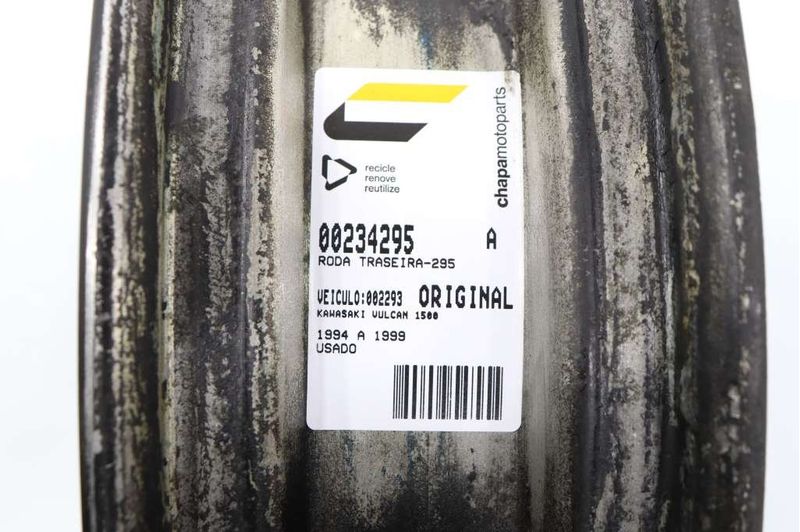 chapamotoparts
recicle
renove
reutilize
00234295 A
RODA TRASEIRA-295
VEICULO:002293 ORIGINAL
KAWASAKI VULCAN 1500
1994 A 1999
USADO